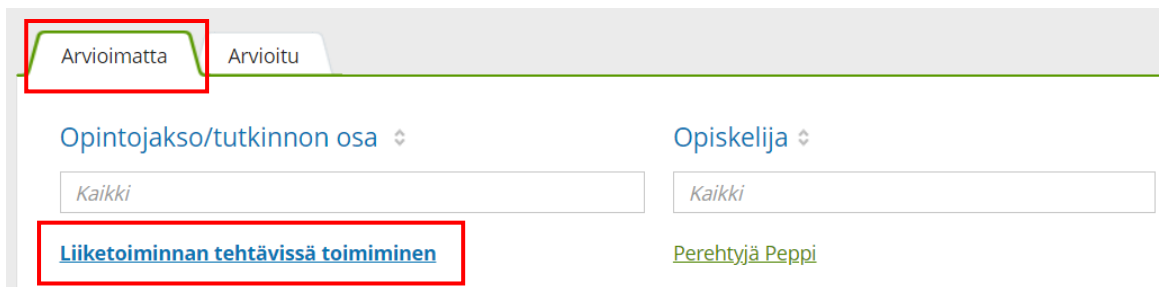 Arvioimatta Arvioitu
Opintojakso/tutkinnon osa Opiskelija
Kaikki Kaikki
Liiketoiminnan tehtävissä toimiminen Perehtyjä Peppi